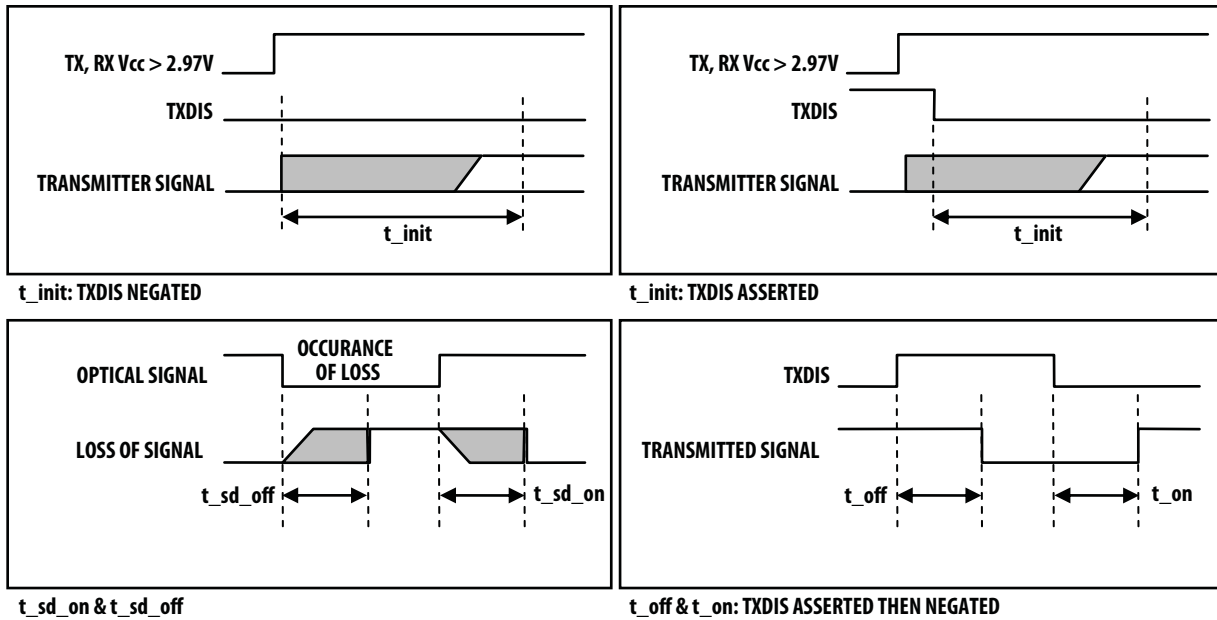 TX, RX Vcc > 2.97V
TXDIS
TRANSMITTER SIGNAL
t_init
t_init: TXDIS NEGATED
TX, RX Vcc > 2.97V
TXDIS
TRANSMITTER SIGNAL
t_init
t_init: TXDIS ASSERTED
OPTICAL SIGNAL
OCCURANCE
OF LOSS
LOSS OF SIGNAL
t_sd_off
t_sd_on
t_sd_on & t_sd_off
TXDIS
TRANSMITTED SIGNAL
t_off
t_on
t_off & t_on: TXDIS ASSERTED THEN NEGATED